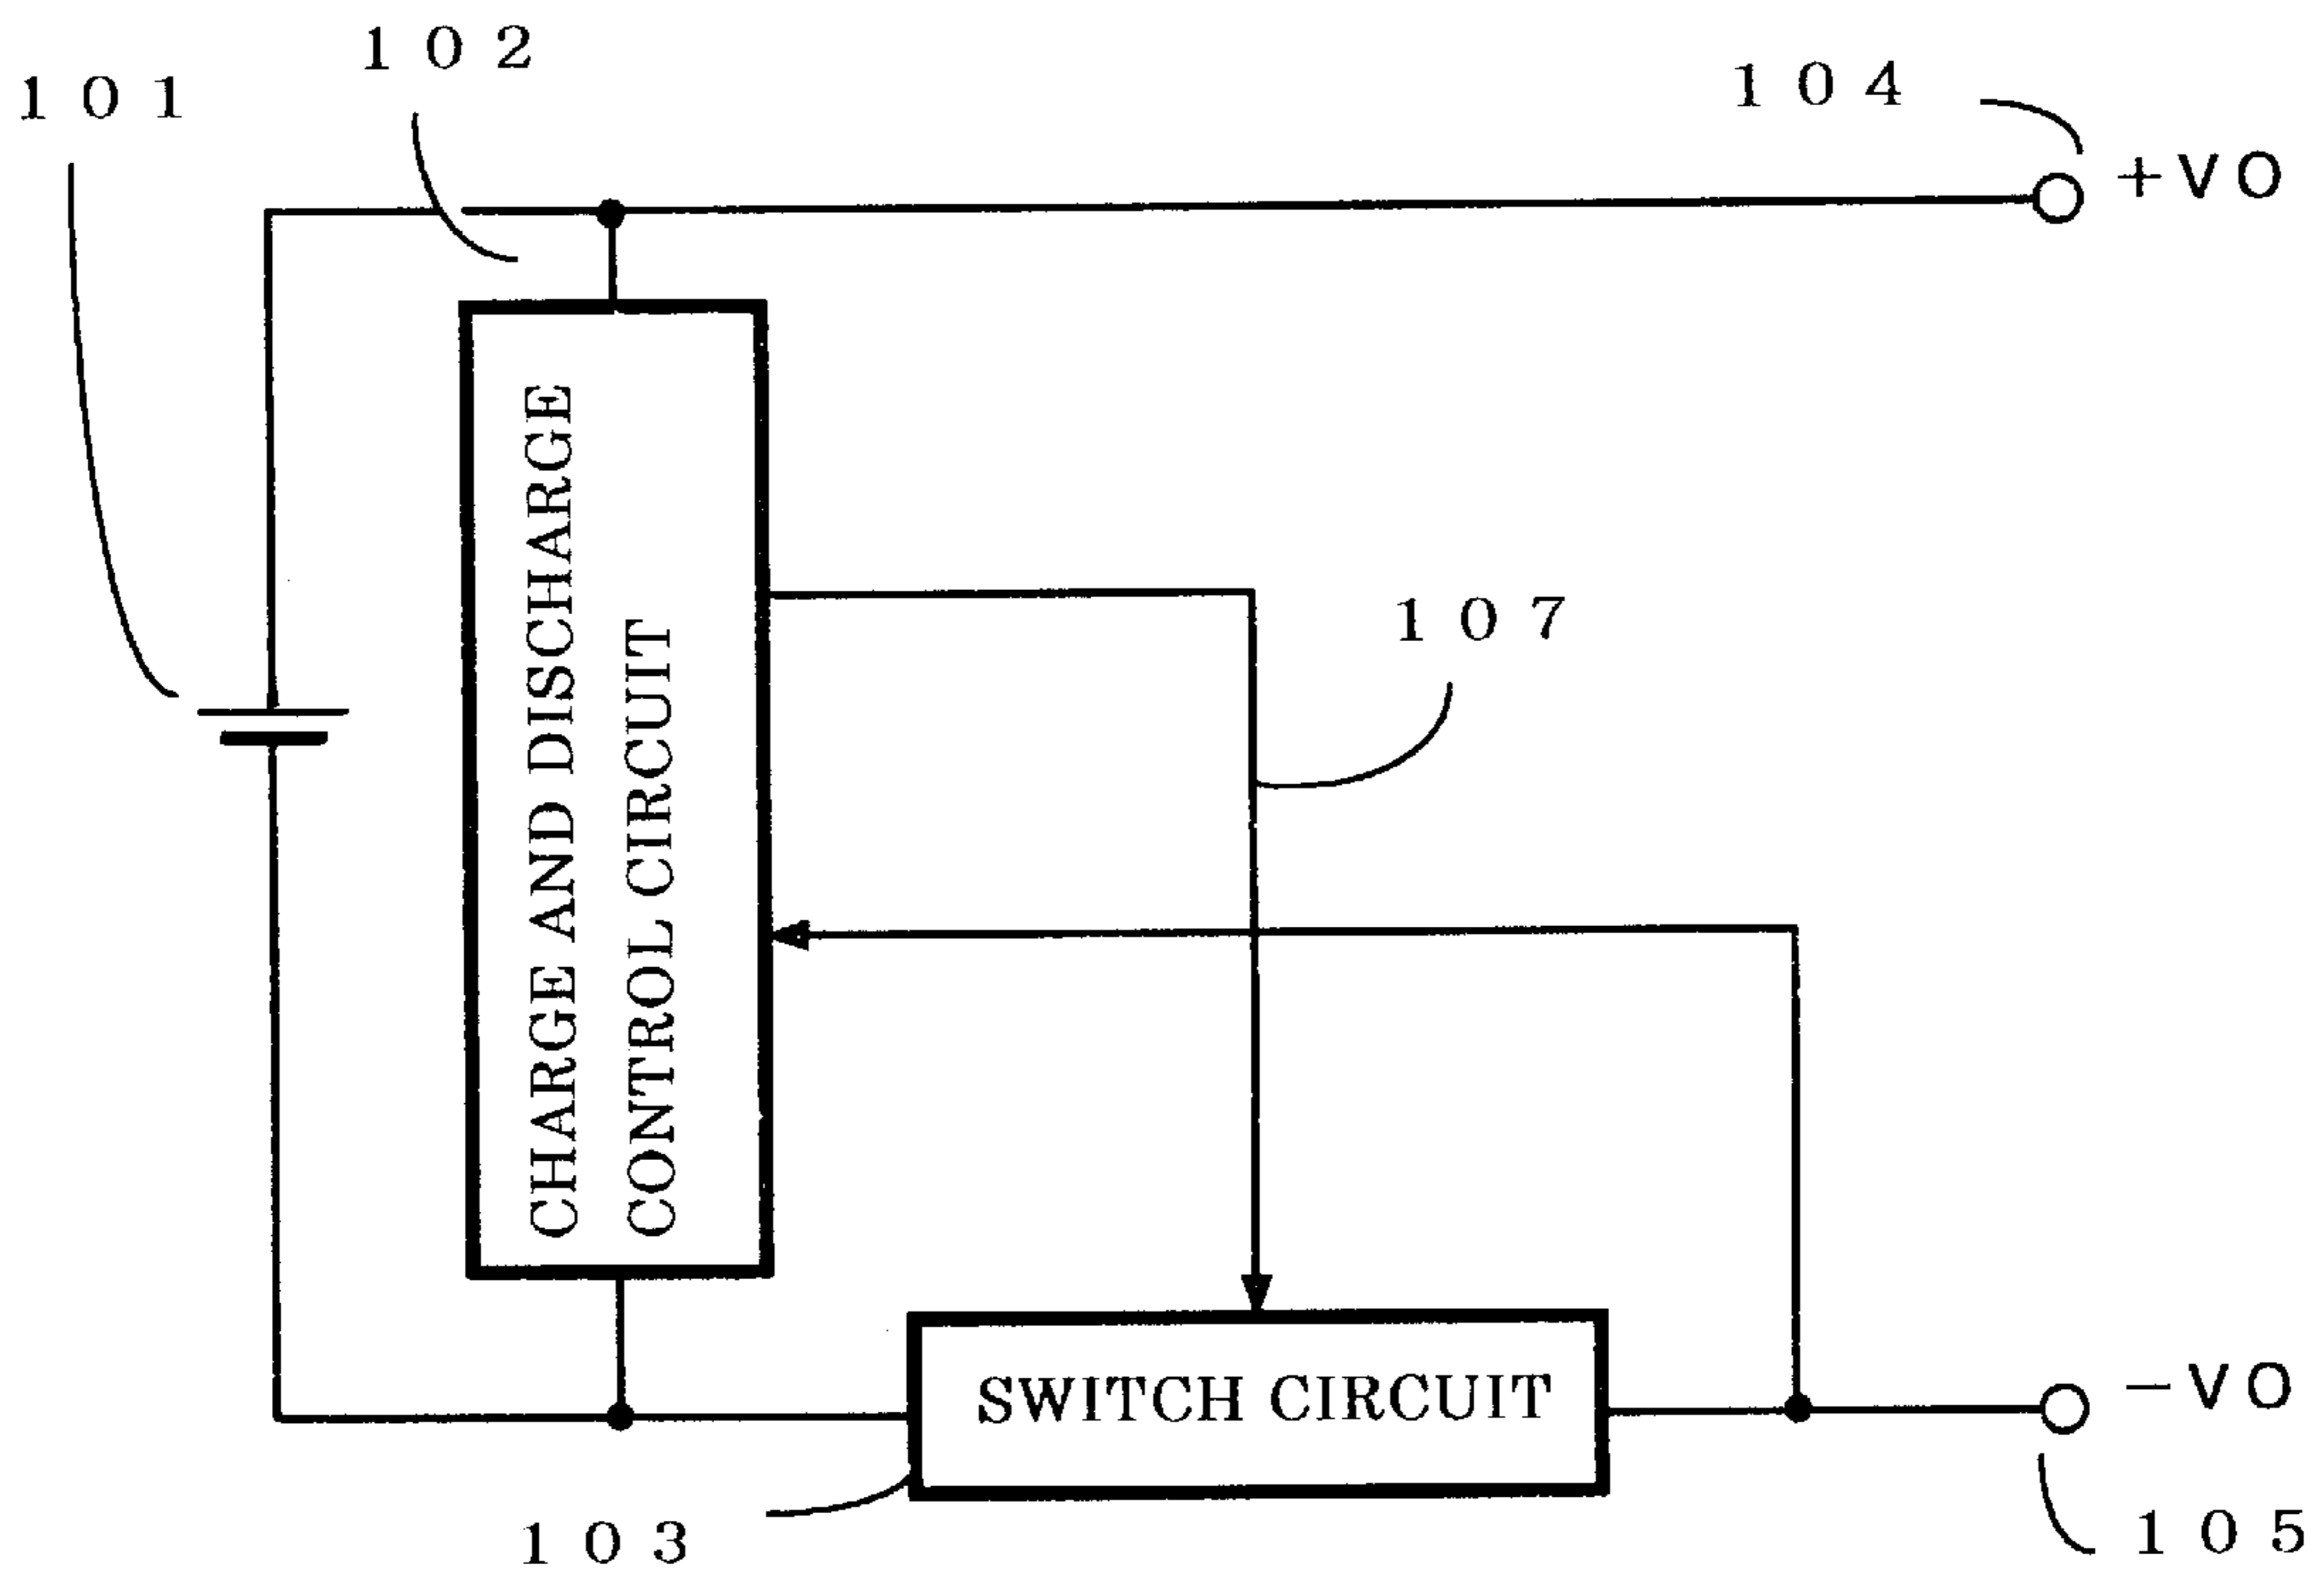 102
101
104
+VO
CHARGE AND DISCHARGE
CONTROL CIRCUIT
107
SWITCH CIRCUIT
-VO
103
105